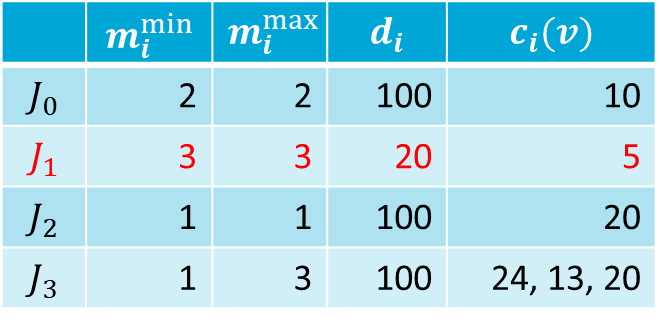 m_i^min m_i^max d_i c_i(v)
J_0 2 2 100 10
J_1 3 3 20 5
J_2 1 1 100 20
J_3 1 3 100 24, 13, 20